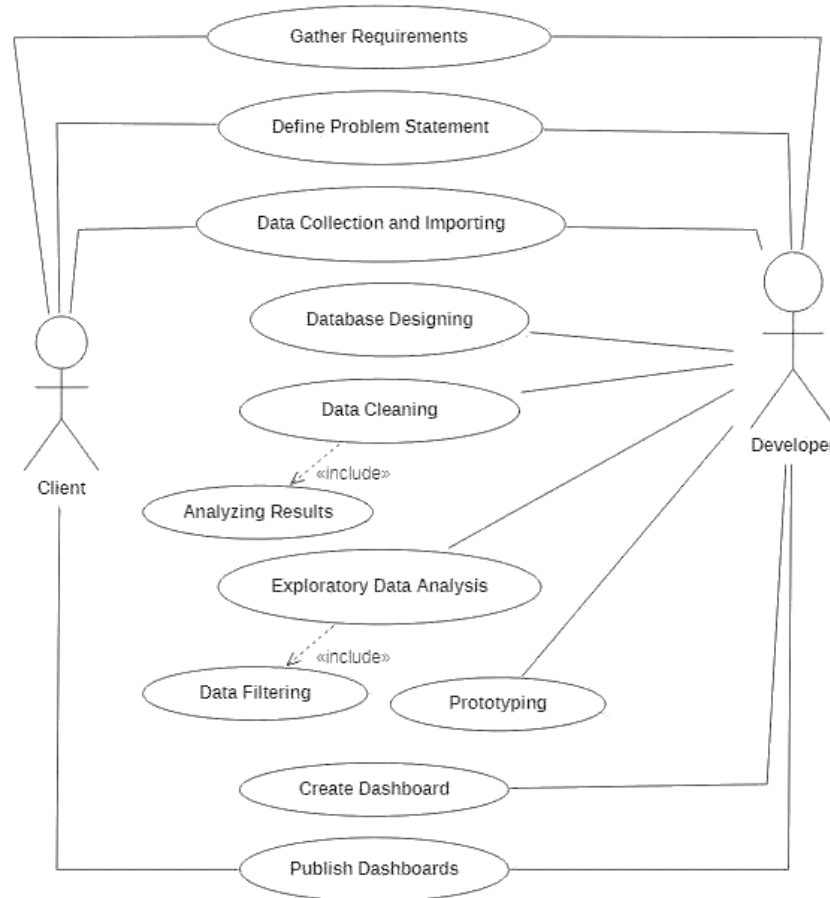 Gather Requirements
Define Problem Statement
Data Collection and Importing
Database Designing
Data Cleaning
Developer
«include»
Client
Analyzing Results
Exploratory Data Analysis
«include»
Data Filtering
Prototyping
Create Dashboard
Publish Dashboards